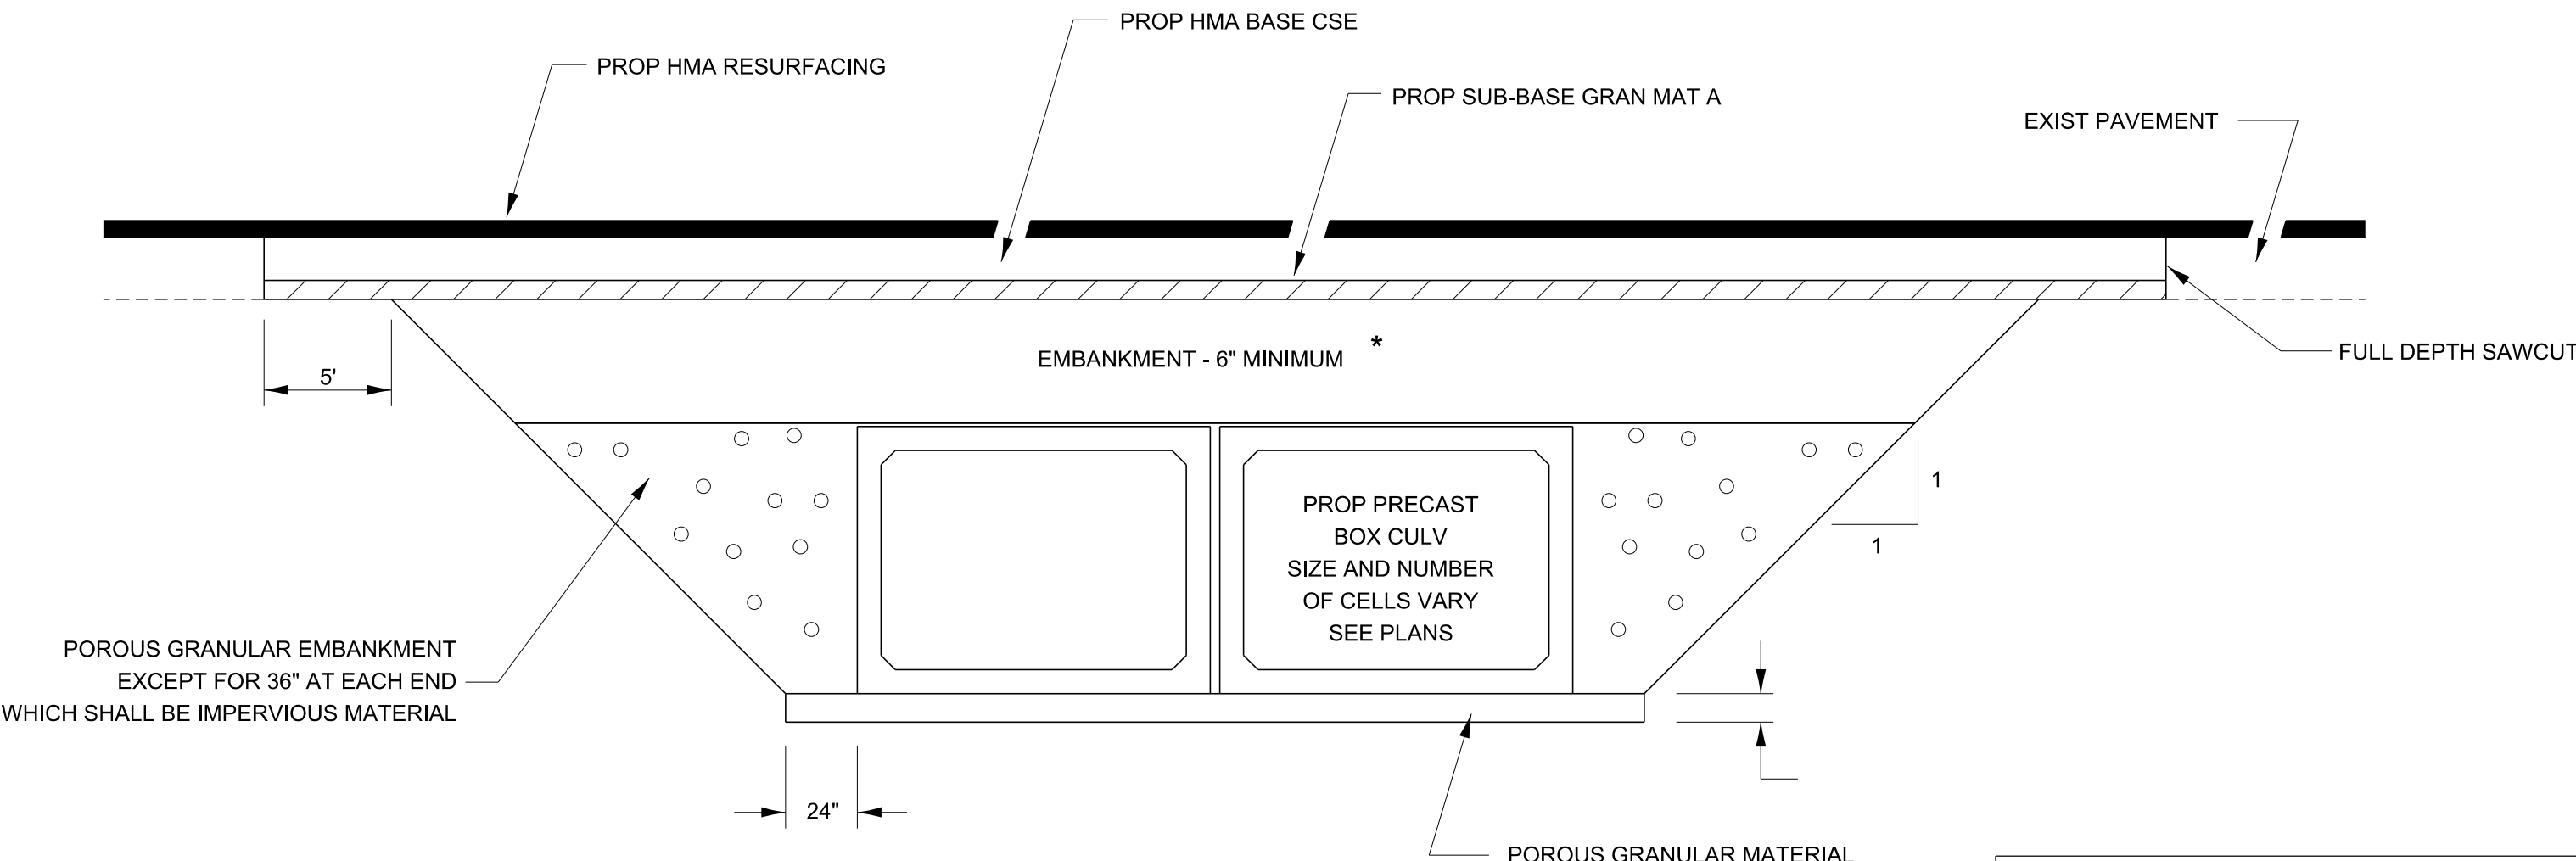 PROP HMA BASE CSE
PROP HMA RESURFACING
PROP SUB-BASE GRAN MAT A
EXIST PAVEMENT
FULL DEPTH SAWCUT
EMBANKMENT - 6" MINIMUM *
5'
1
1
PROP PRECAST
BOX CULV
SIZE AND NUMBER
OF CELLS VARY
SEE PLANS
POROUS GRANULAR EMBANKMENT
EXCEPT FOR 36" AT EACH END
WHICH SHALL BE IMPERVIOUS MATERIAL
24"
POROUS GRANULAR MATERIAL